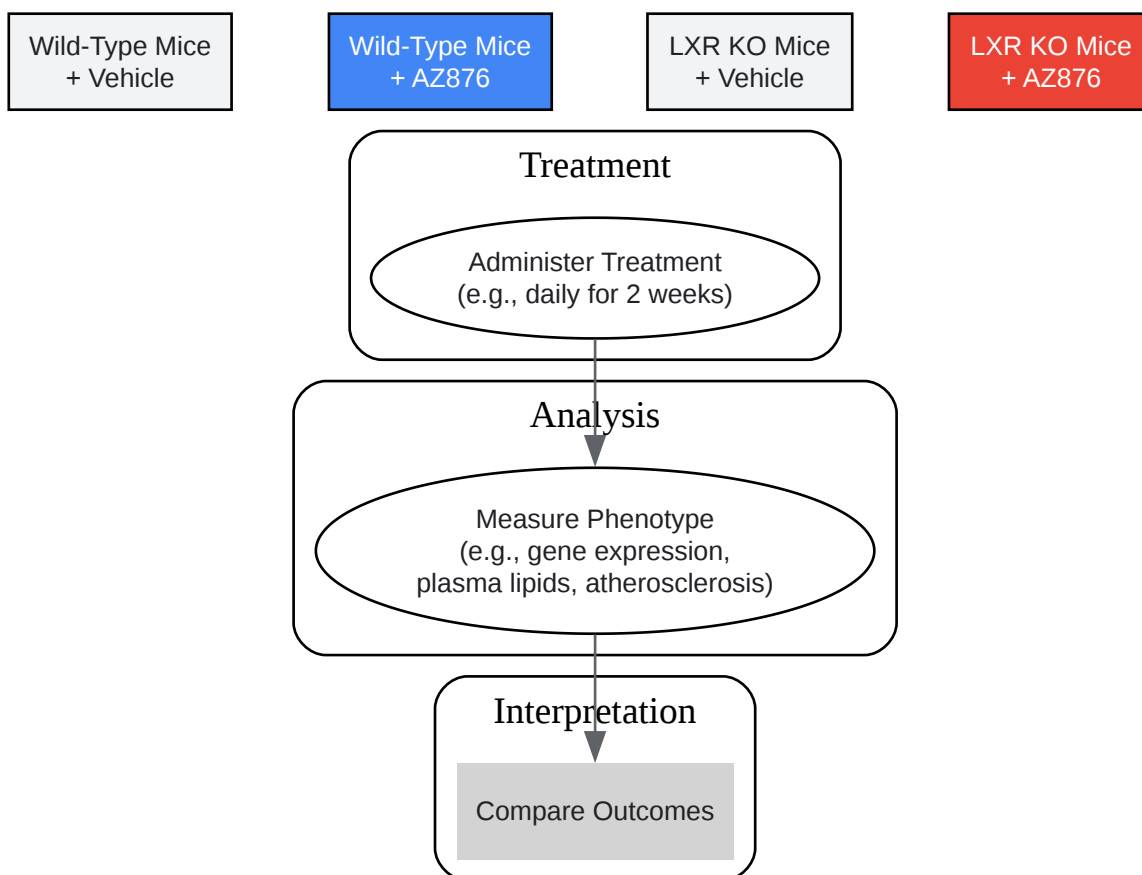 Wild-Type Mice
+ Vehicle
Wild-Type Mice
+ AZ876
LXR KO Mice
+ Vehicle
LXR KO Mice
+ AZ876
Treatment
Administer Treatment
(e.g., daily for 2 weeks)
Analysis
Measure Phenotype
(e.g., gene expression,
plasma lipids, atherosclerosis)
Interpretation
Compare Outcomes